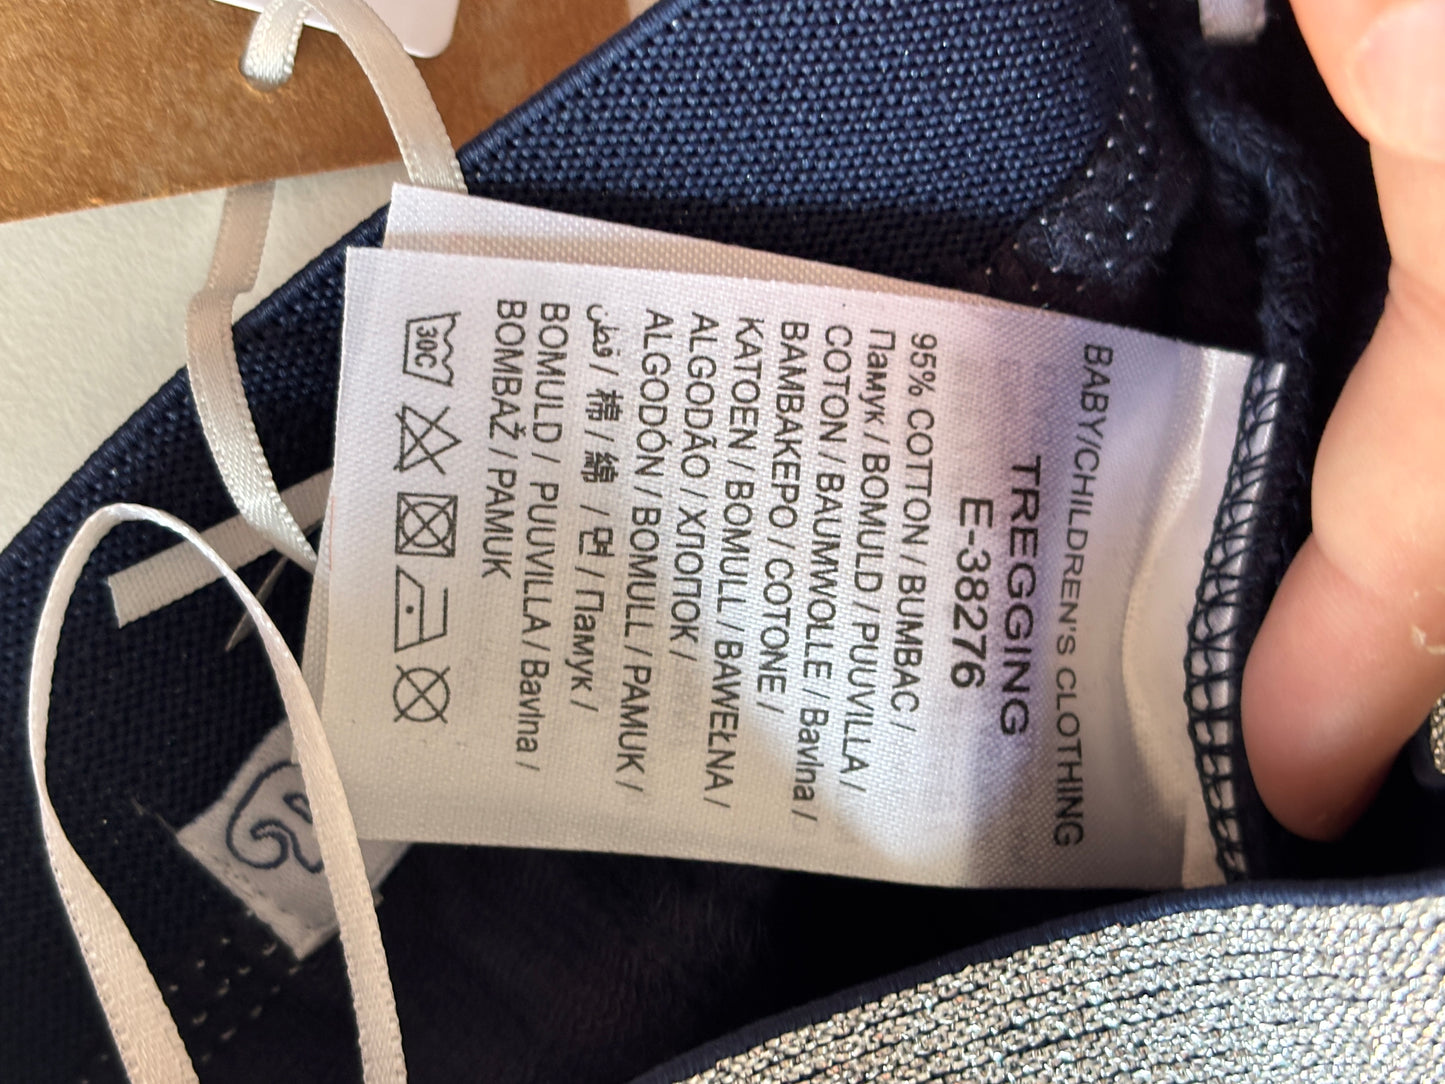 BABY/CHILDREN'S CLOTHING
TREGGING
E-38276
95% COTTON / BUMBAC /
Памук / BOMULD / PUUVILLA /
COTON / BAUMWOLLE / Bavlna /
BAMBAKEPO / COTONE /
KATOEN / BOMULL / BAWEŁNA /
ALGODÃO / ХЛОПОК /
ALGODÓN / BOMULL / PAMUK /
قطن / 棉 / 綿 / 면 / Памук /
BOMULD / PUUVILLA / Bavlna /
BOMBAŽ / PAMUK
30C